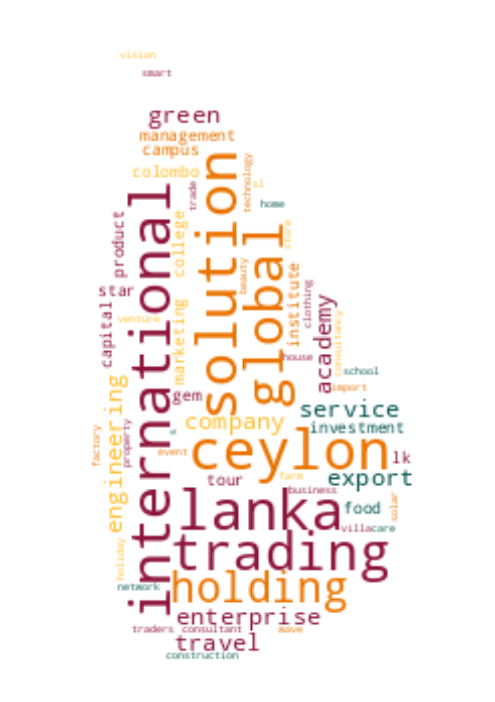 vision
smart
green
management
campus
colombo
trade
technology
sl
home
product
international
college
solution
global
store
star
venture
capital
marketing
beauty
institute
clothing
academy
consultancy
house
school
import
gem
engineering
company
service
investment
factory
property
event
ceylon
lk
tour
farm
export
business
lanka
food
solar
villa
care
trading
holiday
network
holding
enterprise
traders
consultant
wave
travel
construction